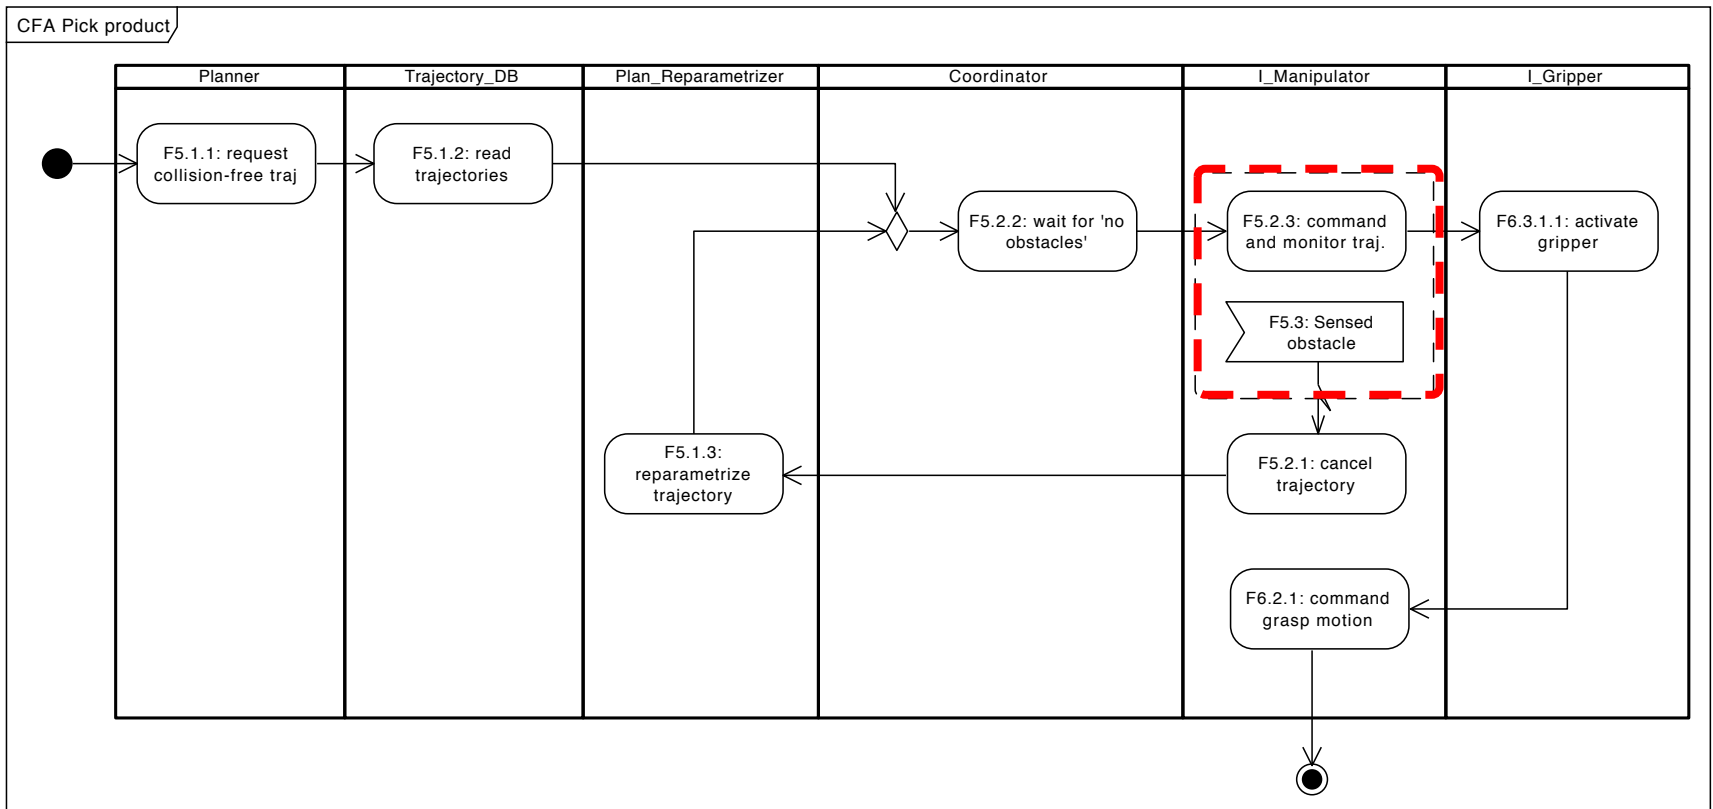 CFA Pick product
Planner
Trajectory_DB
Plan_Reparametrizer
Coordinator
I_Manipulator
I_Gripper
F5.1.1: request
collision-free traj
F5.1.2: read
trajectories
F5.2.2: wait for 'no
obstacles'
F5.2.3: command
and monitor traj.
F6.3.1.1: activate
gripper
F5.3: Sensed
obstacle
F5.1.3:
reparametrize
trajectory
F5.2.1: cancel
trajectory
F6.2.1: command
grasp motion